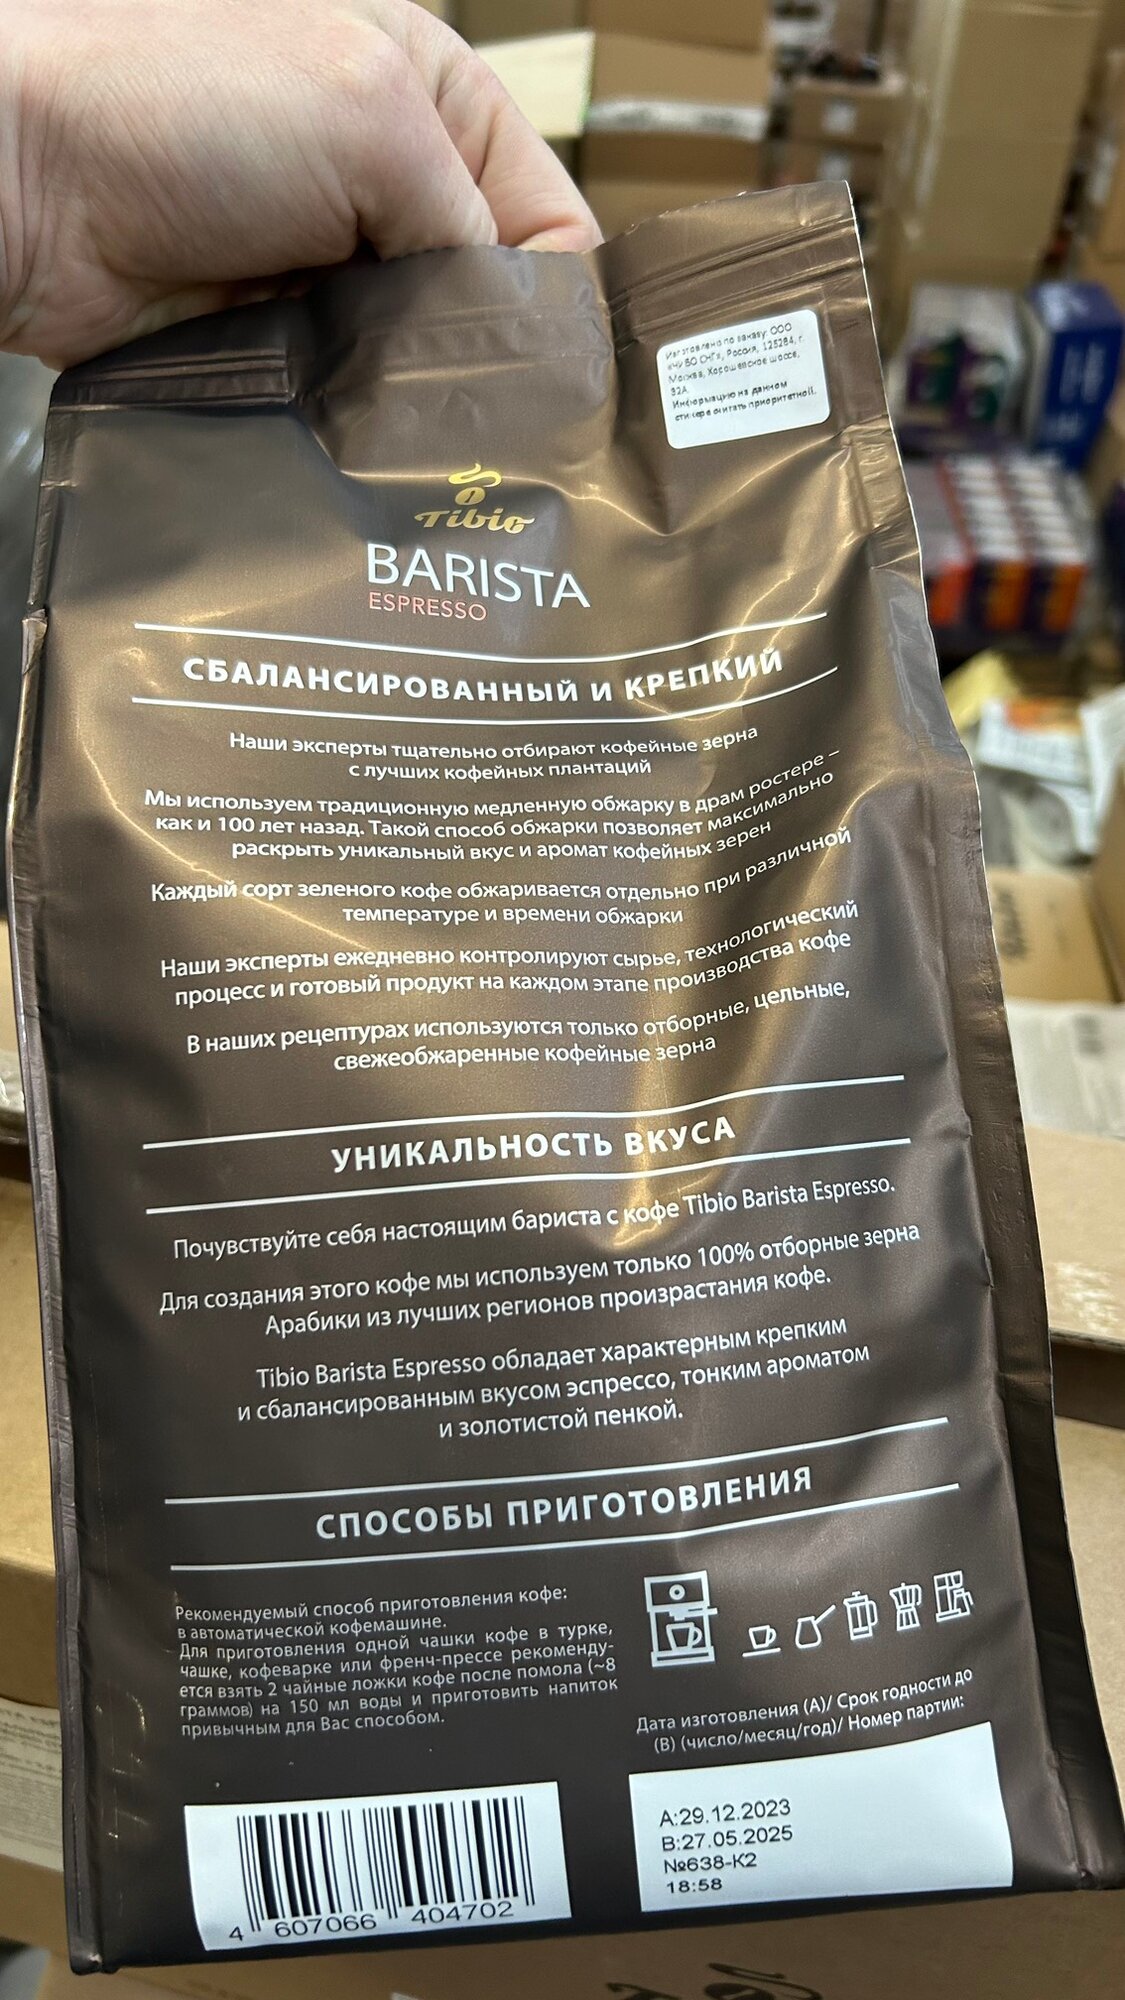 Изготовлено по заказу: ООО
«ЧИБО СНГ», Россия, 125284, г.
Москва, Хорошевское шоссе,
32А.
Информацию на данном
стикере считать приоритетной.
Tibio
BARISTA
ESPRESSO
СБАЛАНСИРОВАННЫЙ И КРЕПКИЙ
Наши эксперты тщательно отбирают кофейные зерна
с лучших кофейных плантаций
Мы используем традиционную медленную обжарку в драм ростере –
как и 100 лет назад. Такой способ обжарки позволяет максимально
раскрыть уникальный вкус и аромат кофейных зерен
Каждый сорт зеленого кофе обжаривается отдельно при различной
температуре и времени обжарки
Наши эксперты ежедневно контролируют сырье, технологический
процесс и готовый продукт на каждом этапе производства кофе
В наших рецептурах используются только отборные, цельные,
свежеобжаренные кофейные зерна
УНИКАЛЬНОСТЬ ВКУСА
Почувствуйте себя настоящим бариста с кофе Tibio Barista Espresso.
Для создания этого кофе мы используем только 100% отборные зерна
Арабики из лучших регионов произрастания кофе.
Tibio Barista Espresso обладает характерным крепким
и сбалансированным вкусом эспрессо, тонким ароматом
и золотистой пенкой.
СПОСОБЫ ПРИГОТОВЛЕНИЯ
Рекомендуемый способ приготовления кофе:
в автоматической кофемашине.
Для приготовления одной чашки кофе в турке,
чашке, кофеварке или френч-прессе рекоменду-
ется взять 2 чайные ложки кофе после помола (~8
граммов) на 150 мл воды и приготовить напиток
привычным для Вас способом.
Дата изготовления (A)/ Срок годности до
(B) (число/месяц/год)/ Номер партии:
A:29.12.2023
B:27.05.2025
№638-K2
18:58
4 607066 404702